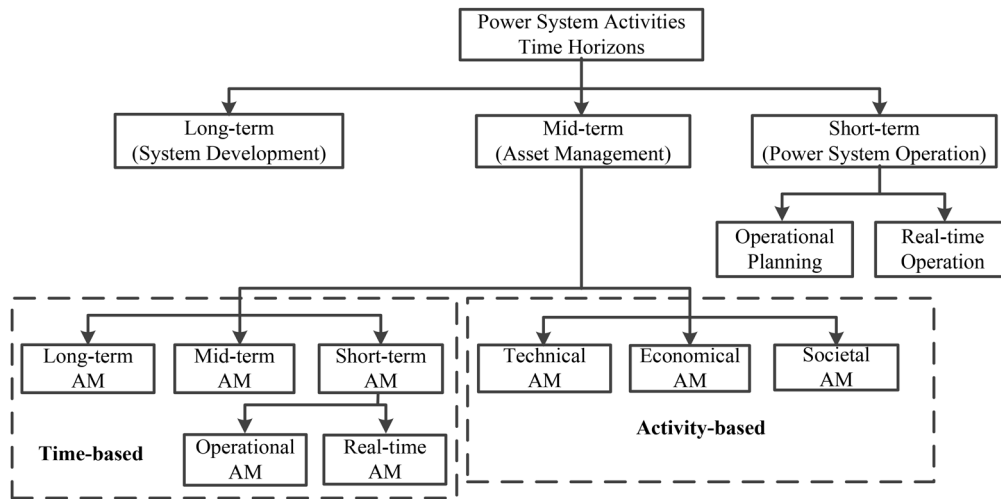 Power System Activities
Time Horizons
Long-term
(System Development)
Mid-term
(Asset Management)
Short-term
(Power System Operation)
Operational
Planning
Real-time
Operation
Long-term
AM
Mid-term
AM
Short-term
AM
Operational
AM
Real-time
AM
Time-based
Technical
AM
Economical
AM
Societal
AM
Activity-based